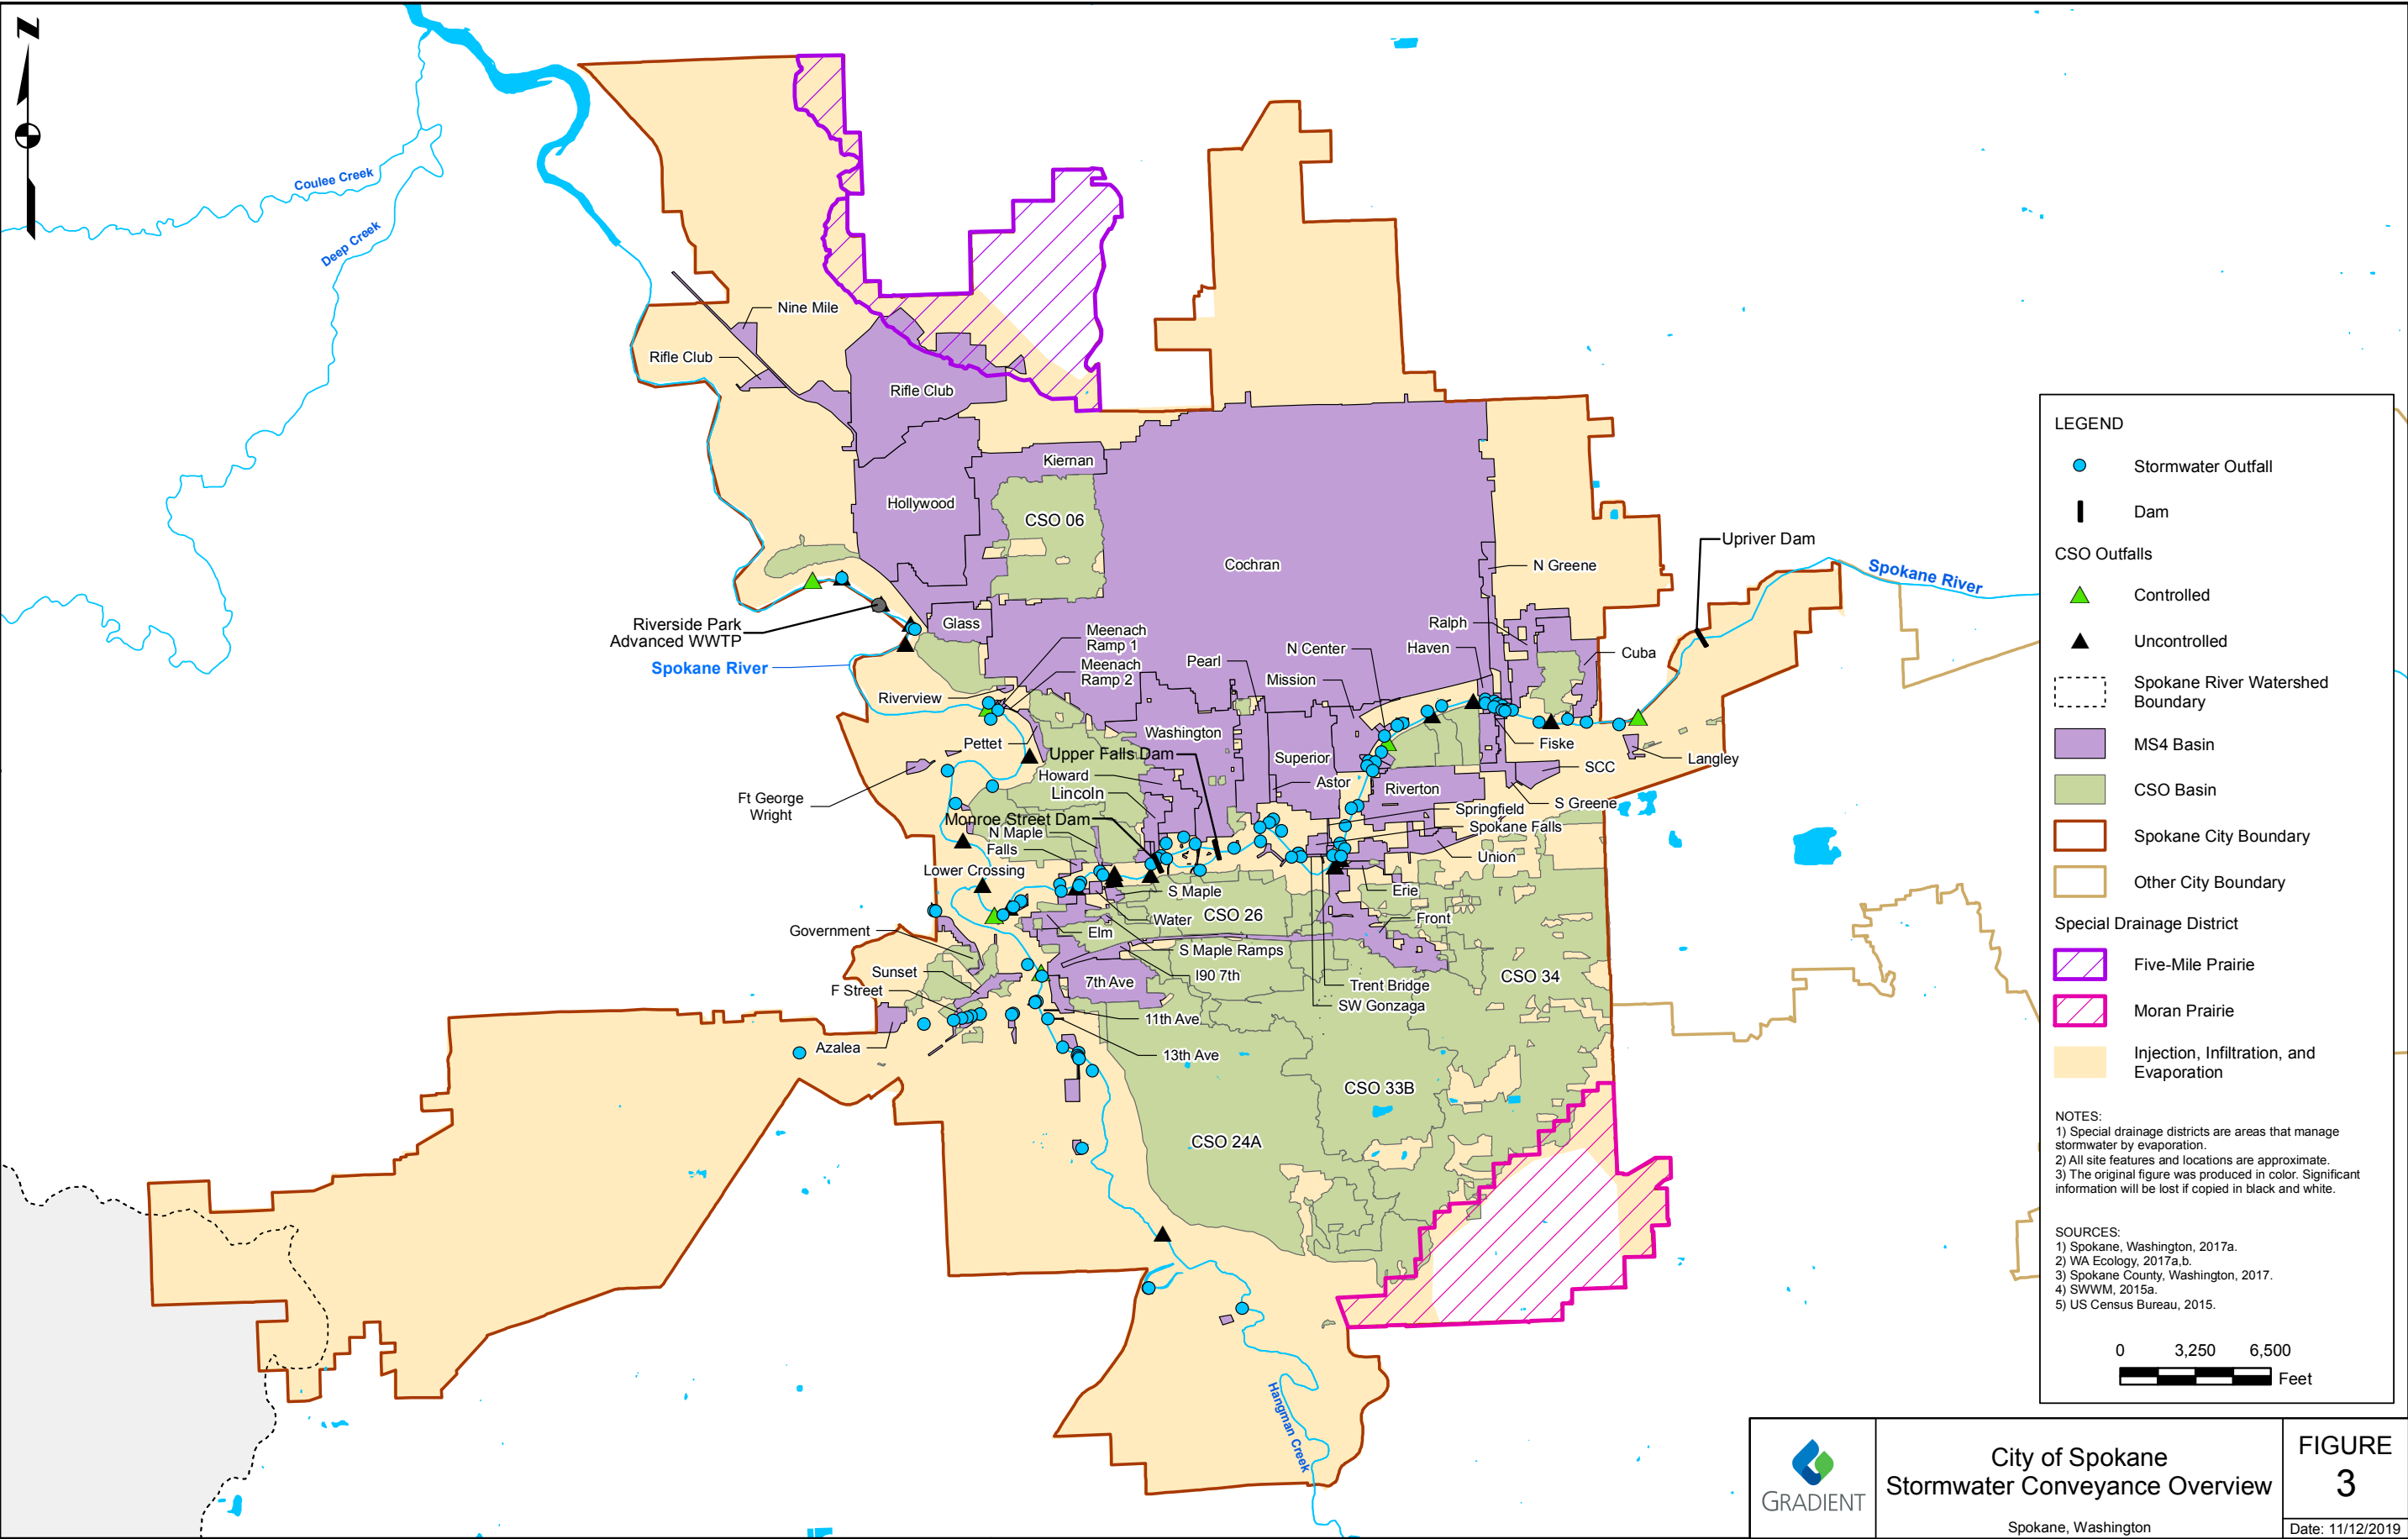 N
Coulee Creek
Deep Creek
Nine Mile
Rifle Club
Rifle Club
Kiernan
Hollywood
CSO 06
Cochran
N Greene
Upriver Dam
Spokane River
Glass
Riverside Park
Advanced WWTP
Spokane River
Meenach
Ramp 1
Meenach
Ramp 2
Pearl
N Center
Mission
Ralph
Haven
Cuba
Riverview
Pettet
Washington
Upper Falls Dam
Superior
Fiske
Langley
SCC
Howard
Lincoln
Astor
Riverton
S Greene
Ft George
Wright
Monroe Street Dam
N Maple
Falls
Springfield
Spokane Falls
Union
Lower Crossing
S Maple
Erie
Water
CSO 26
Front
Government
Elm
S Maple Ramps
Sunset
I90 7th
7th Ave
CSO 34
F Street
Trent Bridge
SW Gonzaga
11th Ave
Azalea
13th Ave
CSO 33B
CSO 24A
Hangman Creek
LEGEND
Stormwater Outfall
Dam
CSO Outfalls
Controlled
Uncontrolled
Spokane River Watershed
Boundary
MS4 Basin
CSO Basin
Spokane City Boundary
Other City Boundary
Special Drainage District
Five-Mile Prairie
Moran Prairie
Injection, Infiltration, and
Evaporation
NOTES:
1) Special drainage districts are areas that manage
stormwater by evaporation.
2) All site features and locations are approximate.
3) The original figure was produced in color. Significant
information will be lost if copied in black and white.
SOURCES:
1) Spokane, Washington, 2017a.
2) WA Ecology, 2017a,b.
3) Spokane County, Washington, 2017.
4) SWWM, 2015a.
5) US Census Bureau, 2015.
0 3,250 6,500
Feet
GRADIENT
City of Spokane
Stormwater Conveyance Overview
Spokane, Washington
FIGURE
3
Date: 11/12/2019